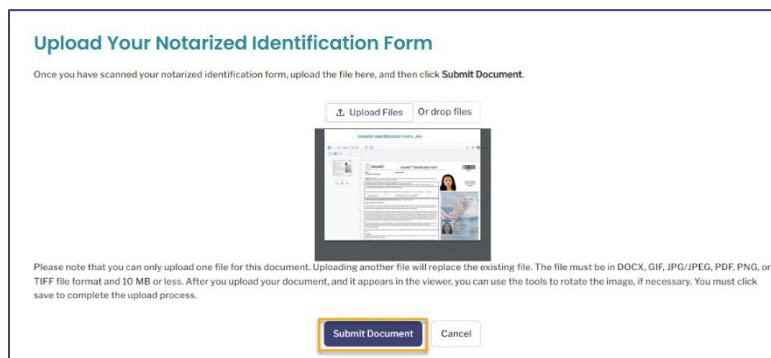 Upload Your Notarized Identification Form
Once you have scanned your notarized identification form, upload the file here, and then click Submit Document.
Upload Files Or drop files
Identification Form
Please note that you can only upload one file for this document. Uploading another file will replace the existing file. The file must be in DOCX, GIF, JPG/JPEG, PDF, PNG, or
TIFF file format and 10 MB or less. After you upload your document, and it appears in the viewer, you can use the tools to rotate the image, if necessary. You must click
save to complete the upload process.
Submit Document Cancel